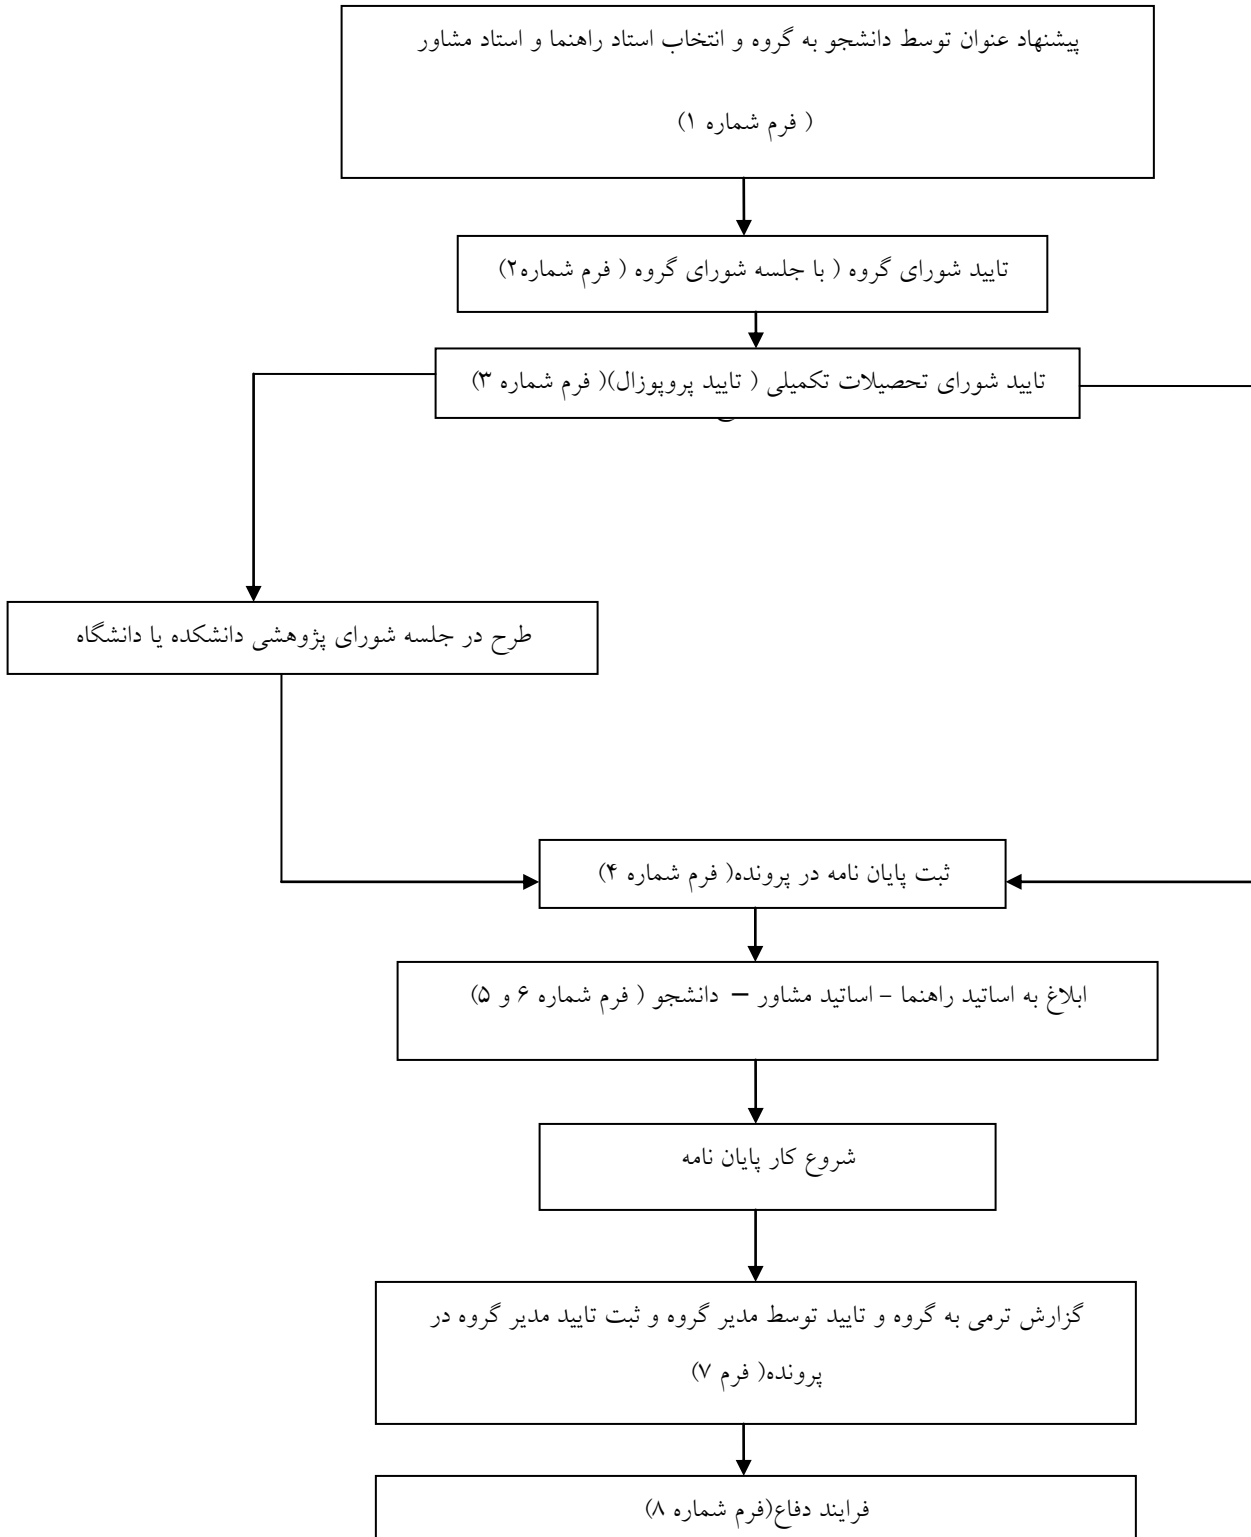 پیشنهاد عنوان توسط دانشجو به گروه و انتخاب استاد راهنما و استاد مشاور
( فرم شماره ۱)
تایید شورای گروه ( با جلسه شورای گروه ( فرم شماره۲)
تایید شورای تحصیلات تکمیلی ( تایید پروپوزال)( فرم شماره ۳)
طرح در جلسه شورای پژوهشی دانشکده یا دانشگاه
ثبت پایان نامه در پرونده( فرم شماره ۴)
ابلاغ به اساتید راهنما - اساتید مشاور – دانشجو ( فرم شماره ۶ و ۵)
شروع کار پایان نامه
گزارش ترمی به گروه و تایید توسط مدیر گروه و ثبت تایید مدیر گروه در
پرونده( فرم ۷)
فرایند دفاع(فرم شماره ۸)